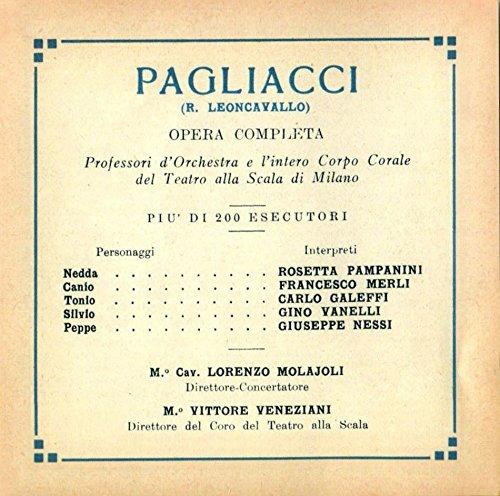 PAGLIACCI
(R. LEONCAVALLO)
OPERA COMPLETA
Professori d'Orchestra e l'intero Corpo Corale
del Teatro alla Scala di Milano
PIU' DI 200 ESECUTORI
Personaggi Interpreti
Nedda . . . . . . . . . . ROSETTA PAMPANINI
Canio . . . . . . . . . . FRANCESCO MERLI
Tonio . . . . . . . . . . CARLO GALEFFI
Silvio . . . . . . . . . . GINO VANELLI
Peppe . . . . . . . . . . GIUSEPPE NESSI
M.º Cav. LORENZO MOLAJOLI
Direttore-Concertatore
M.º VITTORE VENEZIANI
Direttore del Coro del Teatro alla Scala